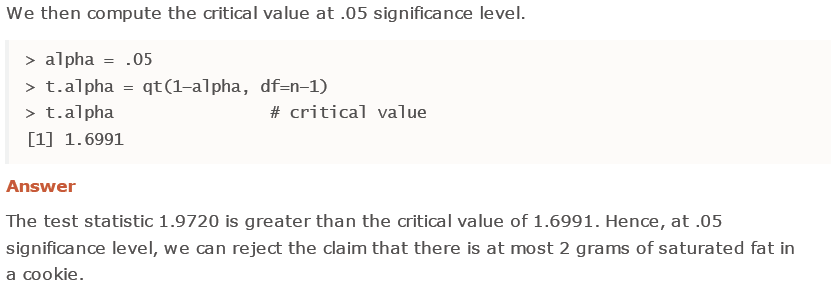 We then compute the critical value at .05 significance level.
> alpha = .05
> t.alpha = qt(1−alpha, df=n−1)
> t.alpha                # critical value
[1] 1.6991
Answer
The test statistic 1.9720 is greater than the critical value of 1.6991. Hence, at .05
significance level, we can reject the claim that there is at most 2 grams of saturated fat in
a cookie.